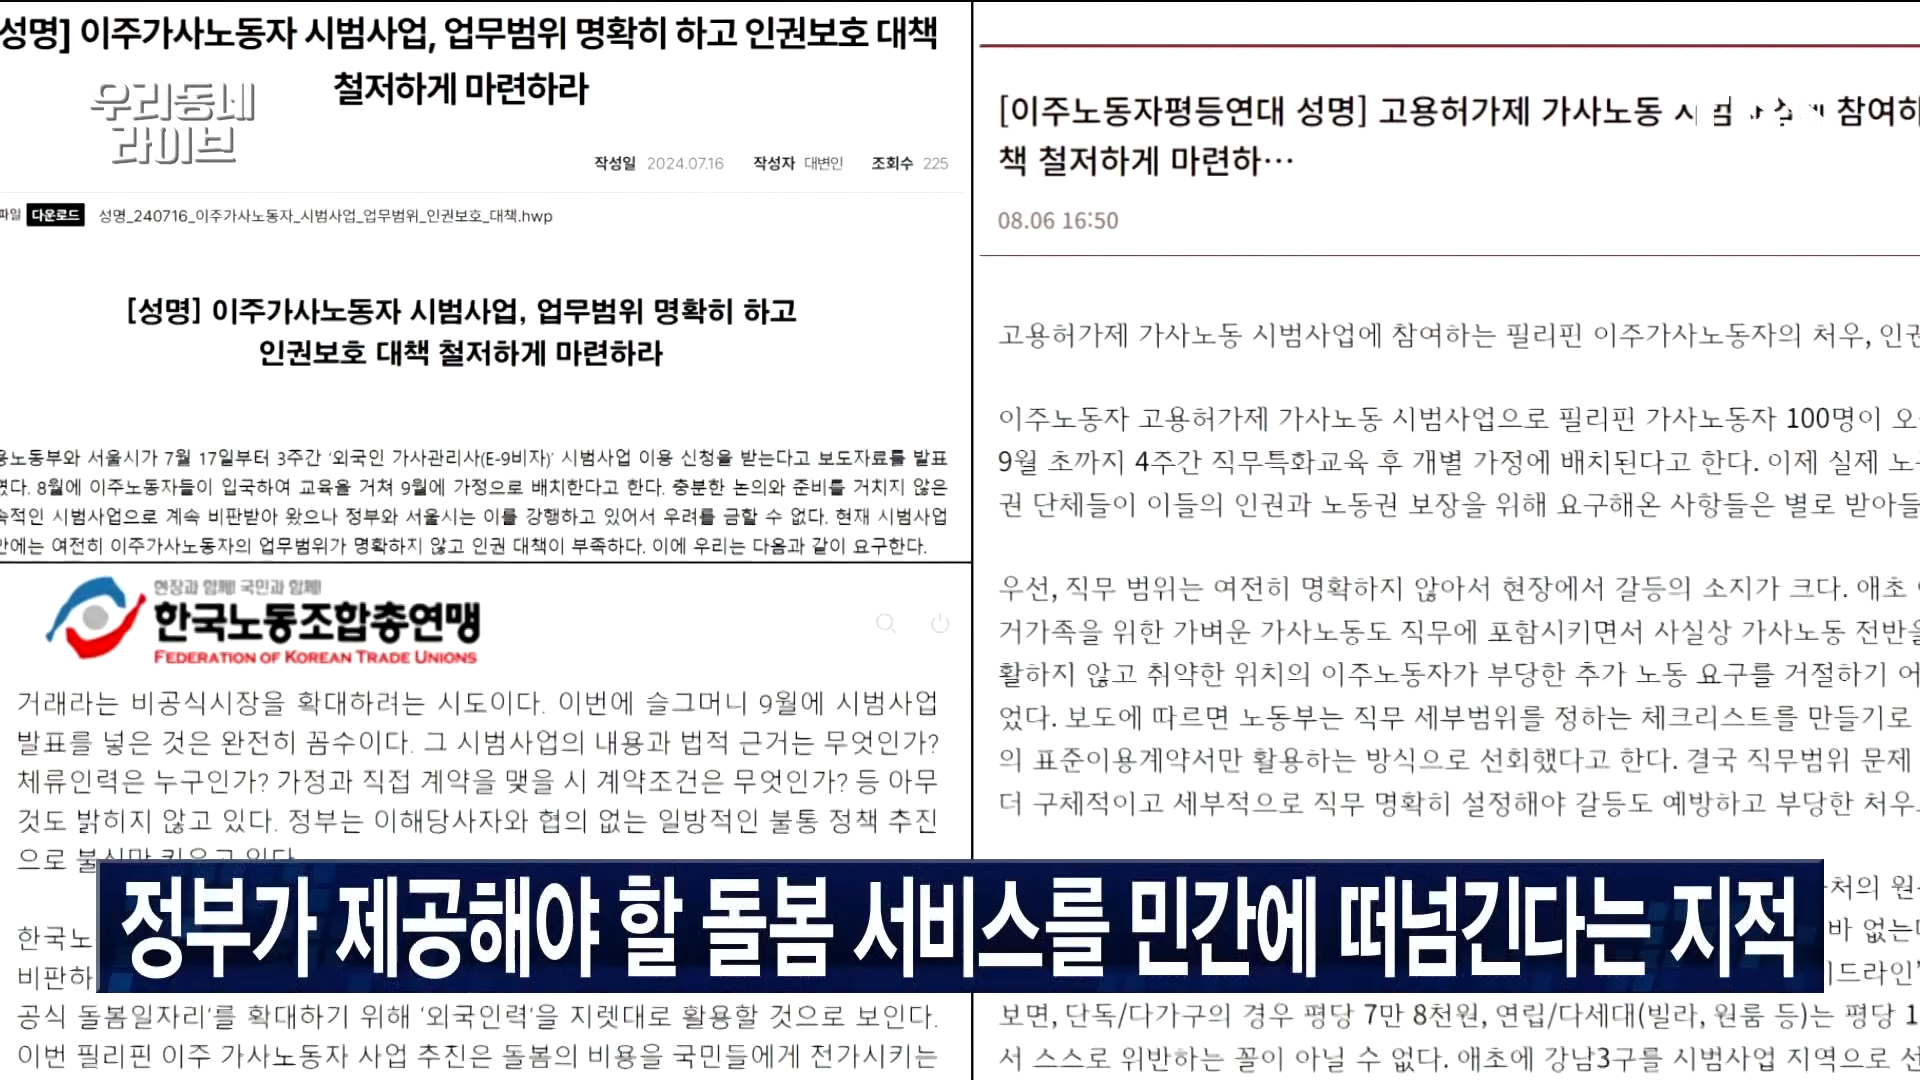 성명] 이주가사노동자 시범사업, 업무범위 명확히 하고 인권보호 대책
철저하게 마련하라
우리동네
라이브
작성일 2024.07.16 작성자 대변인 조회수 225
파일 다운로드 성명_240716_이주가사노동자_시범사업_업무범위_인권보호_대책.hwp
[성명] 이주가사노동자 시범사업, 업무범위 명확히 하고
인권보호 대책 철저하게 마련하라
용노동부와 서울시가 7월 17일부터 3주간 '외국인 가사관리사(E-9비자)' 시범사업 이용 신청을 받는다고 보도자료를 발표
였다. 8월에 이주노동자들이 입국하여 교육을 거쳐 9월에 가정으로 배치한다고 한다. 충분한 논의와 준비를 거치지 않은
속적인 시범사업으로 계속 비판받아 왔으나 정부와 서울시는 이를 강행하고 있어서 우려를 금할 수 없다. 현재 시범사업
안에는 여전히 이주가사노동자의 업무범위가 명확하지 않고 인권 대책이 부족하다. 이에 우리는 다음과 같이 요구한다.
현장과 함께! 국민과 함께!
한국노동조합총연맹
FEDERATION OF KOREAN TRADE UNIONS
거래라는 비공식시장을 확대하려는 시도이다. 이번에 슬그머니 9월에 시범사업
발표를 넣은 것은 완전히 꼼수이다. 그 시범사업의 내용과 법적 근거는 무엇인가?
체류인력은 누구인가? 가정과 직접 계약을 맺을 시 계약조건은 무엇인가? 등 아무
것도 밝히지 않고 있다. 정부는 이해당사자와 협의 없는 일방적인 불통 정책 추진
으로 불신만 키우고 있다.
한국노
비판하
공식 돌봄일자리'를 확대하기 위해 '외국인력'을 지렛대로 활용할 것으로 보인다.
이번 필리핀 이주 가사노동자 사업 추진은 돌봄의 비용을 국민들에게 전가시키는
[이주노동자평등연대 성명] 고용허가제 가사노동 참여하
책 철저하게 마련하…
08.06 16:50
고용허가제 가사노동 시범사업에 참여하는 필리핀 이주가사노동자의 처우, 인권
이주노동자 고용허가제 가사노동 시범사업으로 필리핀 가사노동자 100명이 오
9월 초까지 4주간 직무특화교육 후 개별 가정에 배치된다고 한다. 이제 실제 노
권 단체들이 이들의 인권과 노동권 보장을 위해 요구해온 사항들은 별로 받아들
우선, 직무 범위는 여전히 명확하지 않아서 현장에서 갈등의 소지가 크다. 애초
거가족을 위한 가벼운 가사노동도 직무에 포함시키면서 사실상 가사노동 전반을
활하지 않고 취약한 위치의 이주노동자가 부당한 추가 노동 요구를 거절하기 어
었다. 보도에 따르면 노동부는 직무 세부범위를 정하는 체크리스트를 만들기로
의 표준이용계약서만 활용하는 방식으로 선회했다고 한다. 결국 직무범위 문제
더 구체적이고 세부적으로 직무 명확히 설정해야 갈등도 예방하고 부당한 처우
처의 원
바 없는
이드라인"
보면, 단독/다가구의 경우 평당 7만 8천원, 연립/다세대(빌라, 원룸 등)는 평당 1
서 스스로 위반하는 꼴이 아닐 수 없다. 애초에 강남3구를 시범사업 지역으로 선
정부가 제공해야 할 돌봄 서비스를 민간에 떠넘긴다는 지적